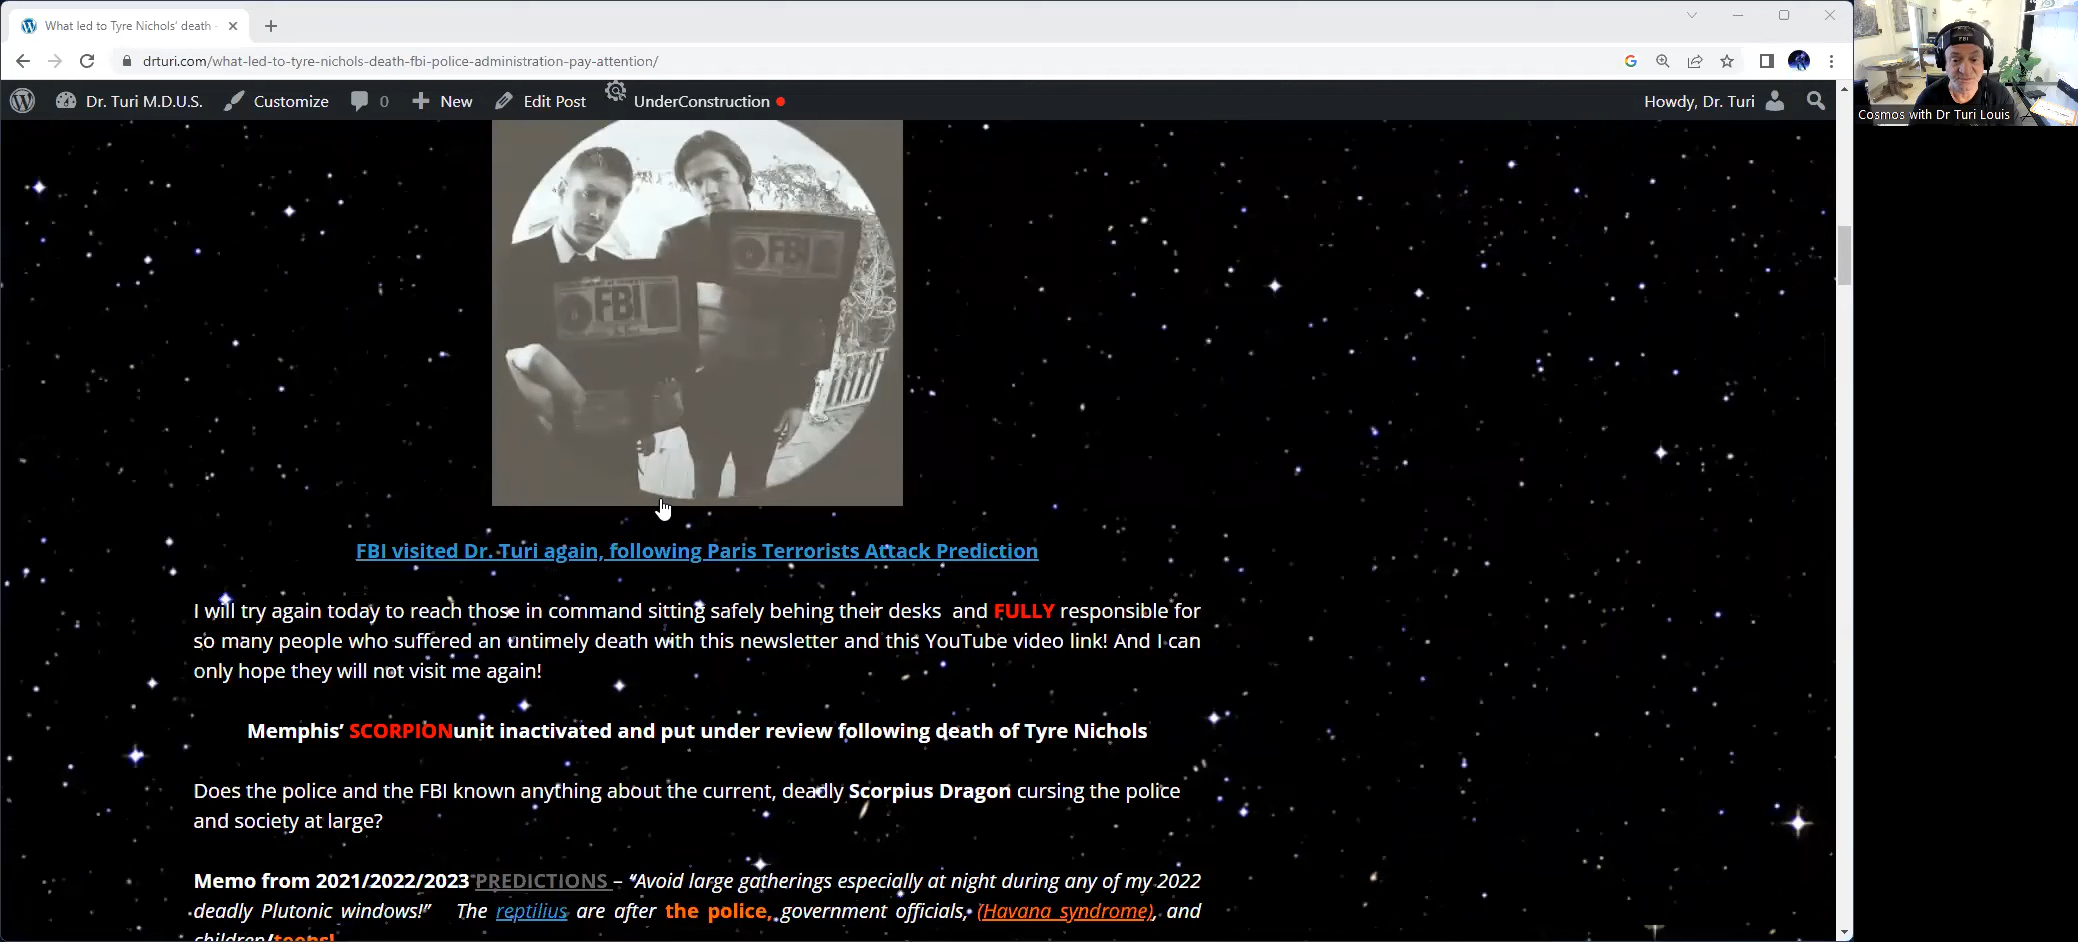 What led to Tyre Nichols' death -
drturi.com/what-led-to-tyre-nichols-death-fbi-police-administration-pay-attention/
Dr. Turi M.D.U.S. Customize 0 New Edit Post UnderConstruction Howdy, Dr. Turi
FBI
Cosmos with Dr Turi Louis
FBI
FBI
FBI visited Dr. Turi again, following Paris Terrorists Attack Prediction
I will try again today to reach those in command sitting safely behing their desks and FULLY responsible for
so many people who suffered an untimely death with this newsletter and this YouTube video link! And I can
only hope they will not visit me again!
Memphis' SCORPIONunit inactivated and put under review following death of Tyre Nichols
Does the police and the FBI known anything about the current, deadly Scorpius Dragon cursing the police
and society at large?
Memo from 2021/2022/2023 PREDICTIONS – "Avoid large gatherings especially at night during any of my 2022
deadly Plutonic windows!" The reptilius are after the police, government officials, (Havana syndrome), and
children/teens!